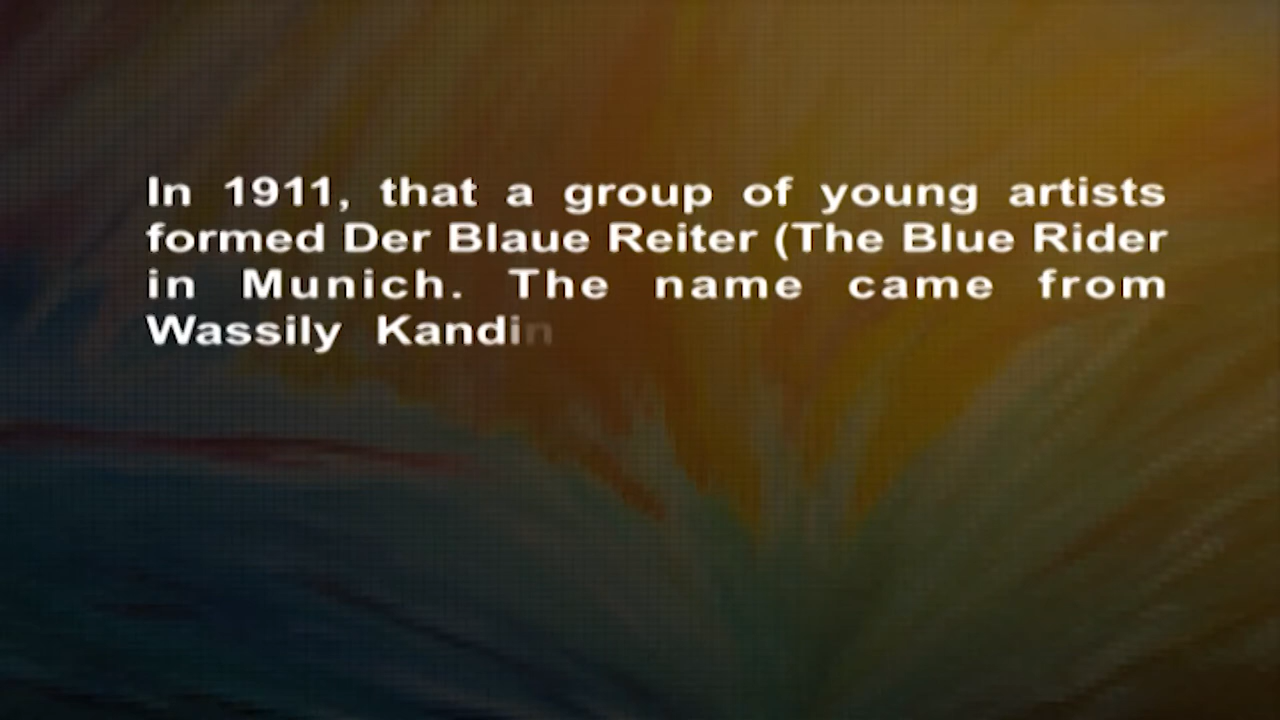 In 1911, that a group of young artists
formed Der Blaue Reiter (The Blue Rider
in Munich. The name came from
Wassily Kandin